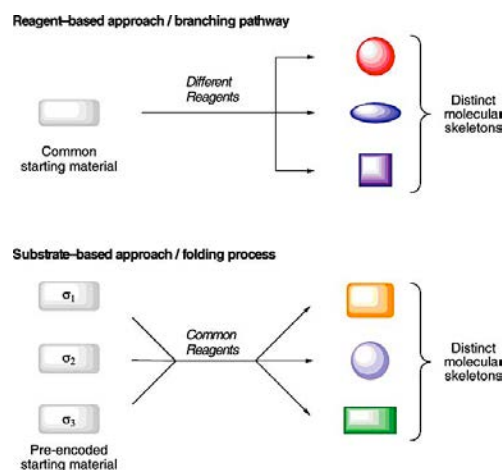 Reagent–based approach / branching pathway
Different
Reagents
Common
starting material
Distinct
molecular
skeletons
Substrate–based approach / folding process
σ1
σ2
σ3
Common
Reagents
Pre-encoded
starting material
Distinct
molecular
skeletons